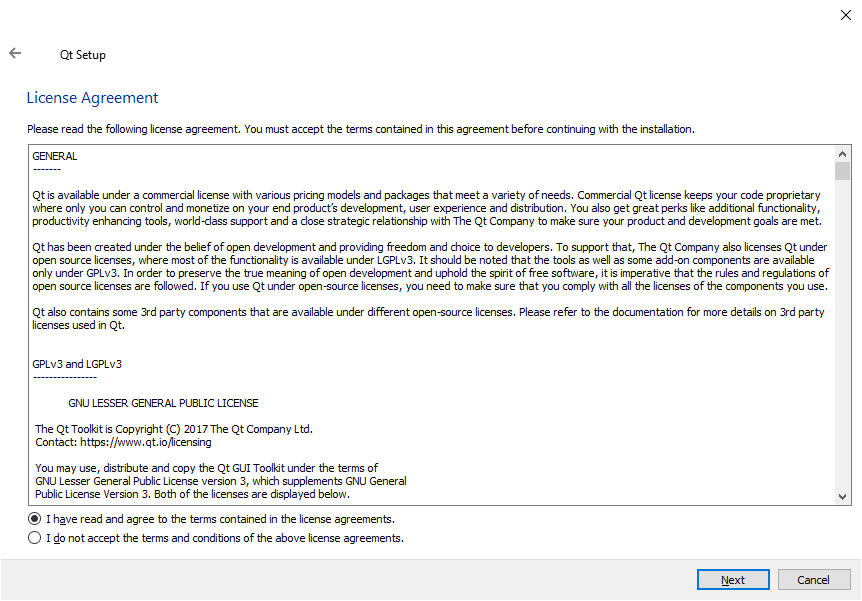 Qt Setup
License Agreement
Please read the following license agreement. You must accept the terms contained in this agreement before continuing with the installation.
GENERAL
-------
Qt is available under a commercial license with various pricing models and packages that meet a variety of needs. Commercial Qt license keeps your code proprietary
where only you can control and monetize on your end product's development, user experience and distribution. You also get great perks like additional functionality,
productivity enhancing tools, world-class support and a close strategic relationship with The Qt Company to make sure your product and development goals are met.
Qt has been created under the belief of open development and providing freedom and choice to developers. To support that, The Qt Company also licenses Qt under
open source licenses, where most of the functionality is available under LGPLv3. It should be noted that the tools as well as some add-on components are available
only under GPLv3. In order to preserve the true meaning of open development and uphold the spirit of free software, it is imperative that the rules and regulations of
open source licenses are followed. If you use Qt under open-source licenses, you need to make sure that you comply with all the licenses of the components you use.
Qt also contains some 3rd party components that are available under different open-source licenses. Please refer to the documentation for more details on 3rd party
licenses used in Qt.
GPLv3 and LGPLv3
----------------
GNU LESSER GENERAL PUBLIC LICENSE
The Qt Toolkit is Copyright (C) 2017 The Qt Company Ltd.
Contact: https://www.qt.io/licensing
You may use, distribute and copy the Qt GUI Toolkit under the terms of
GNU Lesser General Public License version 3, which supplements GNU General
Public License Version 3. Both of the licenses are displayed below.
I have read and agree to the terms contained in the license agreements.
I do not accept the terms and conditions of the above license agreements.
Next
Cancel